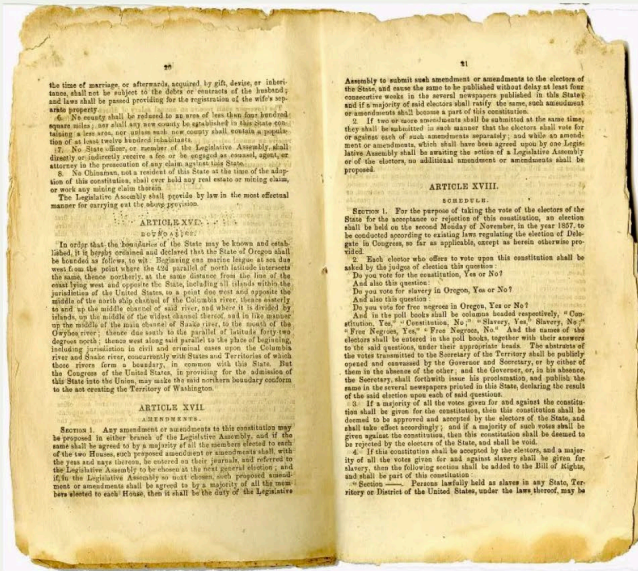 20
the time of marriage, or afterwards, acquired by gift, devise, or inheri-
tance, shall not be subject to the debts or contracts of the husband;
and laws shall be passed providing for the registration of the wife's sep-
arate property
6. No county shall be reduced to an area of less than four hundred
square miles; nor shall any new county be established in this State con-
taining a less area, nor unless such new county shall contain a popula-
tion of at least twelve hundred inhabitants.
7. No State officer, or member of the Legislative Assembly, shall
directly or indirectly receive a fee or be engaged as counsel, agent, or
attorney in the prosecution of any claim against this State.
8. No Chinaman, not a resident of this State at the time of the adop-
tion of this constitution, shall ever hold any real estate or mining claim,
or work any mining claim therein
The Legislative Assembly shall provide by law in the most effectual
manner for carrying out the above provision
ARTICLE XVI.
BOUNDARIES.
In order that the boundaries of the State may be known and estab-
lished, it is hereby ordained and declared that the State of Oregon shall
be bounded as follows, to wit. Beginning one marine league at sea due
west from the point where the 42d parallel of north latitude intersects
the same, thence northerly, at the same distance from the line of the
coast lying west and opposite the State, including all islands within the
jurisdiction of the United States, to a point due west and opposite the
middle of the north ship channel of the Columbia river, thence easterly
to and up the middle channel of said river, and where it is divided by
islands, up the middle of the widest channel thereof, and in like manner
up the middle of the main channel of Snake river, to the mouth of the
Owyhee river; thence due south to the parallel of latitude forty-two
degrees north; thence west along said parallel to the place of beginning,
including jurisdiction in civil and criminal cases upon the Columbia
river and Snake river, concurrently with States and Territories of which
those rivers form a boundary, in common with this State. But
the Congress of the United States, in providing for the admission of
this State into the Union, may make the said northern boundary conform
to the act creating the Territory of Washington.
ARTICLE XVII
AMENDMENTS.
SECTION 1. Any amendment or amendments to this constitution may
be proposed in either branch of the Legislative Assembly, and if the
same shall be agreed to by a majority of all the members elected to each
of the two Houses, such proposed amendment or amendments shall, with
the yeas and nays thereon, be entered on their journals, and referred to
the Legislative Assembly to be chosen at the next general election; and
if, in the Legislative Assembly so next chosen, such proposed amend-
ment or amendments shall be agreed to by a majority of all the mem-
bers elected to each House, then it shall be the duty of the Legislative
21
Assembly to submit such amendment or amendments to the electors of
the State, and cause the same to be published without delay at least four
consecutive weeks in the several newspapers published in this State;
and if a majority of said electors shall ratify the same, such amendment
or amendments shall become a part of this constitution.
2. If two or more amendments shall be submitted at the same time,
they shall be submitted in such manner that the electors shall vote for
or against each of such amendments separately; and while an amend-
ment or amendments, which shall have been agreed upon by one Legis-
lative Assembly shall be awaiting the action of a Legislative Assembly
or of the electors, no additional amendment or amendments shall be
proposed.
ARTICLE XVIII.
SCHEDULE.
SECTION 1. For the purpose of taking the vote of the electors of the
State for the acceptance or rejection of this constitution, an election
shall be held on the second Monday of November, in the year 1857, to
be conducted according to existing laws regulating the election of Dele-
gate in Congress, so far as applicable, except as herein otherwise pro-
vided.
2. Each elector who offers to vote upon this constitution shall be
asked by the judges of election this question:
Do you vote for the constitution, Yes or No?
And also this question:
Do you vote for slavery in Oregon, Yes or No?
And also this question
Do you vote for free negroes in Oregon, Yes or No?
And in the poll books shall be columns headed respectively, "Con-
stitution, Yes," "Constitution, No;" "Slavery, Yes," "Slavery, No;"
"Free Negroes, Yes," "Free Negroes, No." And the names of the
electors shall be entered in the poll books, together with their answers
to the said questions, under their appropriate heads. The abstracts of
the votes transmitted to the Secretary of the Territory shall be publicly
opened and canvassed by the Governor and Secretary, or by either of
them in the absence of the other; and the Governor, or, in his absence,
the Secretary, shall forthwith issue his proclamation, and publish the
same in the several newspapers printed in this State, declaring the result
of the said election upon each of said questions.
3. If a majority of all the votes given for and against the constitu-
tion shall be given for the constitution, then this constitution shall be
deemed to be approved and accepted by the electors of the State, and
shall take effect accordingly; and if a majority of such votes shall be
given against the constitution, then this constitution shall be deemed to
be rejected by the electors of the State, and shall be void.
4. If this constitution shall be accepted by the electors, and a major-
ity of all the votes given for and against slavery shall be given for
slavery, then the following section shall be added to the Bill of Rights,
and shall be part of this constitution:
"Section ——. Persons lawfully held as slaves in any State, Ter-
ritory or District of the United States, under the laws thereof, may be